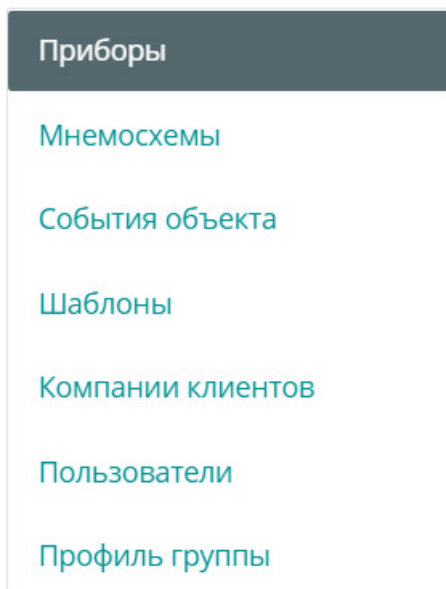 Приборы
Мнемосхемы
События объекта
Шаблоны
Компании клиентов
Пользователи
Профиль группы